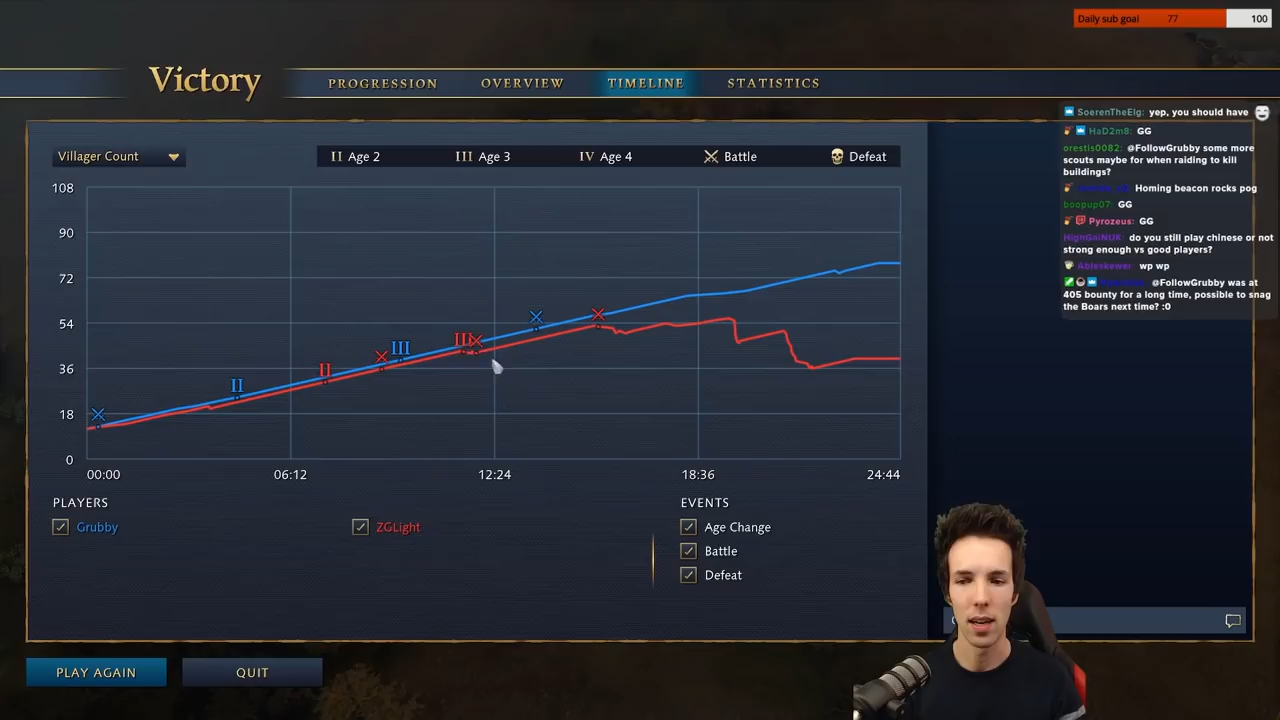 Daily sub goal 77 100
Victory
PROGRESSION OVERVIEW TIMELINE STATISTICS
SoerenTheElg: yep, you should have
HaD2m8: GG
orestis0082: @FollowGrubby some more
scouts maybe for when raiding to kill
buildings?
Homing beacon rocks pog
boopup07: GG
Pyrozeus: GG
HighGaiNUK: do you still play chinese or not
strong enough vs good players?
Ableskewer: wp wp
@FollowGrubby was at
405 bounty for a long time, possible to snag
the Boars next time? :0
Villager Count
II Age 2 III Age 3 IV Age 4 Battle Defeat
108
90
72
54
36
18
0
III
III
II
II
00:00 06:12 12:24 18:36 24:44
PLAYERS
Grubby ZGLight
EVENTS
Age Change
Battle
Defeat
PLAY AGAIN QUIT